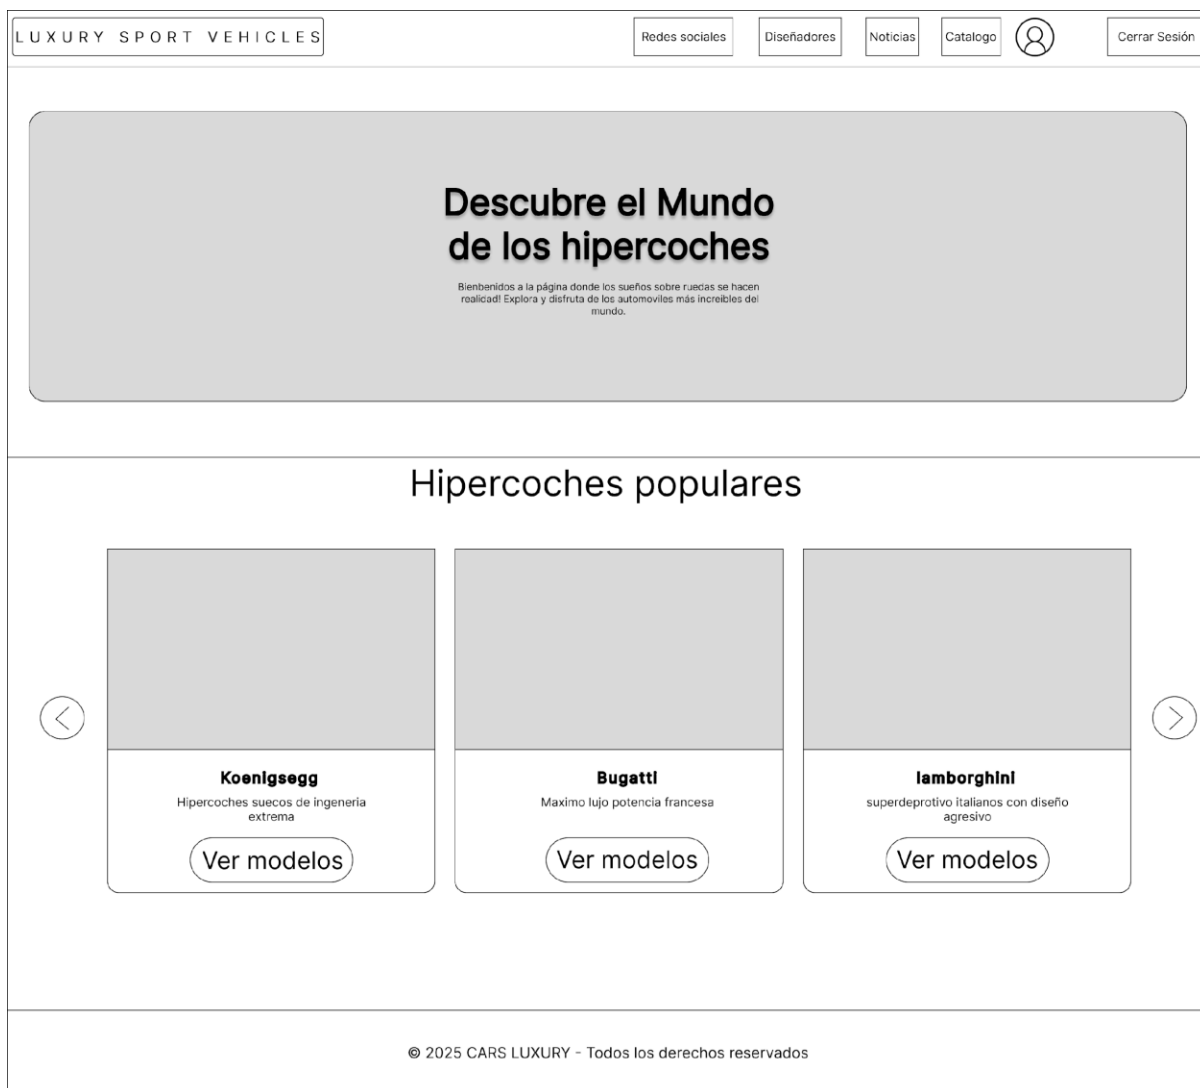 LUXURY SPORT VEHICLES
Redes sociales
Diseñadores
Noticias
Catalogo
Cerrar Sesión
Descubre el Mundo
de los hipercoches
Bienbenidos a la página donde los sueños sobre ruedas se hacen
realidad! Explora y disfruta de los automoviles más increibles del
mundo.
Hipercoches populares
Koenigsegg
Hipercoches suecos de ingeneria
extrema
Ver modelos
Bugatti
Maximo lujo potencia francesa
Ver modelos
lamborghini
superdeprotivo italianos con diseño
agresivo
Ver modelos
© 2025 CARS LUXURY - Todos los derechos reservados